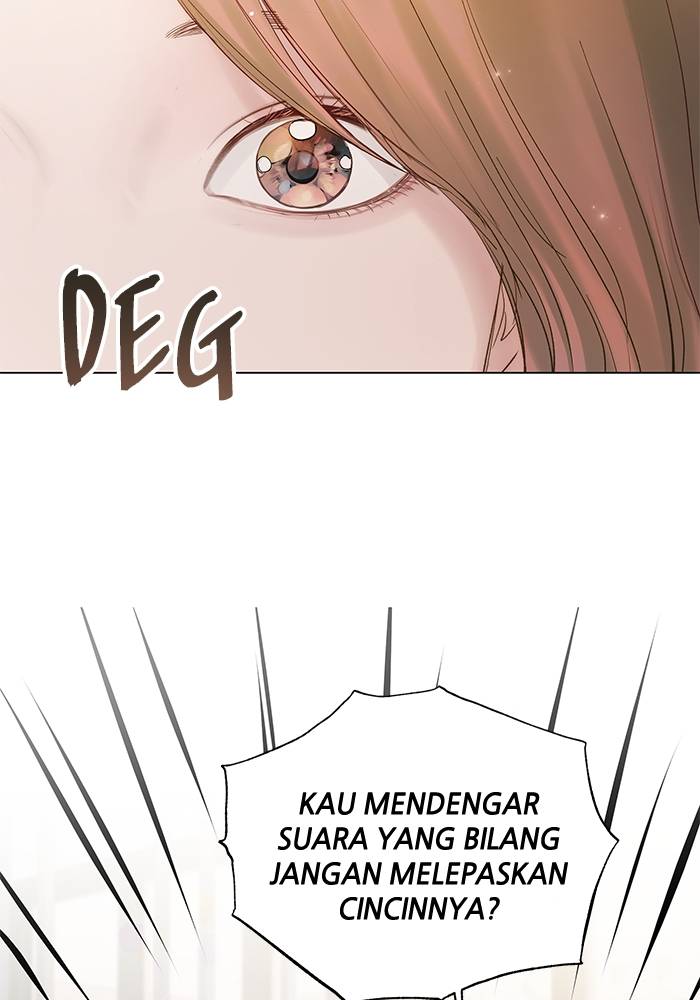 DEG
KAU MENDENGAR
SUARA YANG BILANG
JANGAN MELEPASKAN
CINCINNYA?